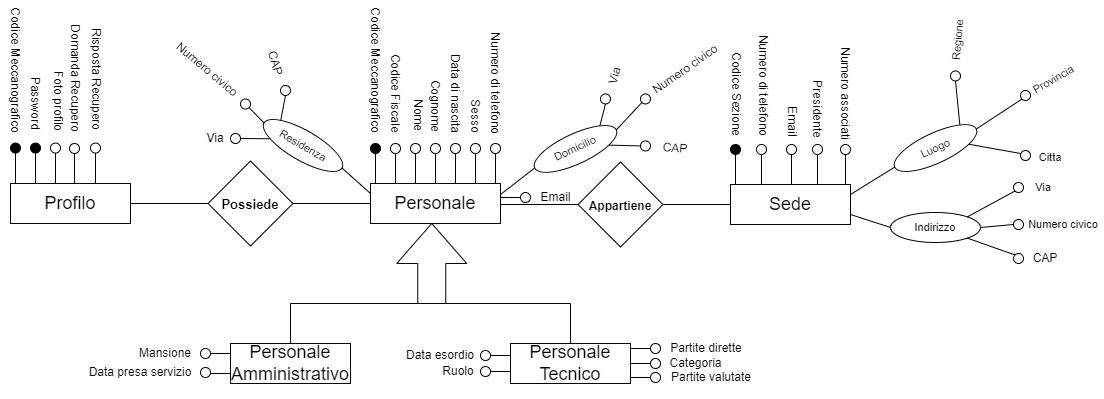 Codice Meccanografico
Password
Foto profilo
Domanda Recupero
Risposta Recupero
Profilo
Possiede
Numero civico
CAP
Via
Residenza
Codice Meccanografico
Codice Fiscale
Nome
Cognome
Data di nascita
Sesso
Numero di telefono
Personale
Email
Via
Numero civico
CAP
Domicilio
Appartiene
Codice Sezione
Numero di telefono
Email
Presidente
Numero associati
Sede
Regione
Provincia
Citta
Luogo
Via
Numero civico
CAP
Indirizzo
Mansione
Data presa servizio
Personale
Amministrativo
Data esordio
Ruolo
Personale
Tecnico
Partite dirette
Categoria
Partite valutate